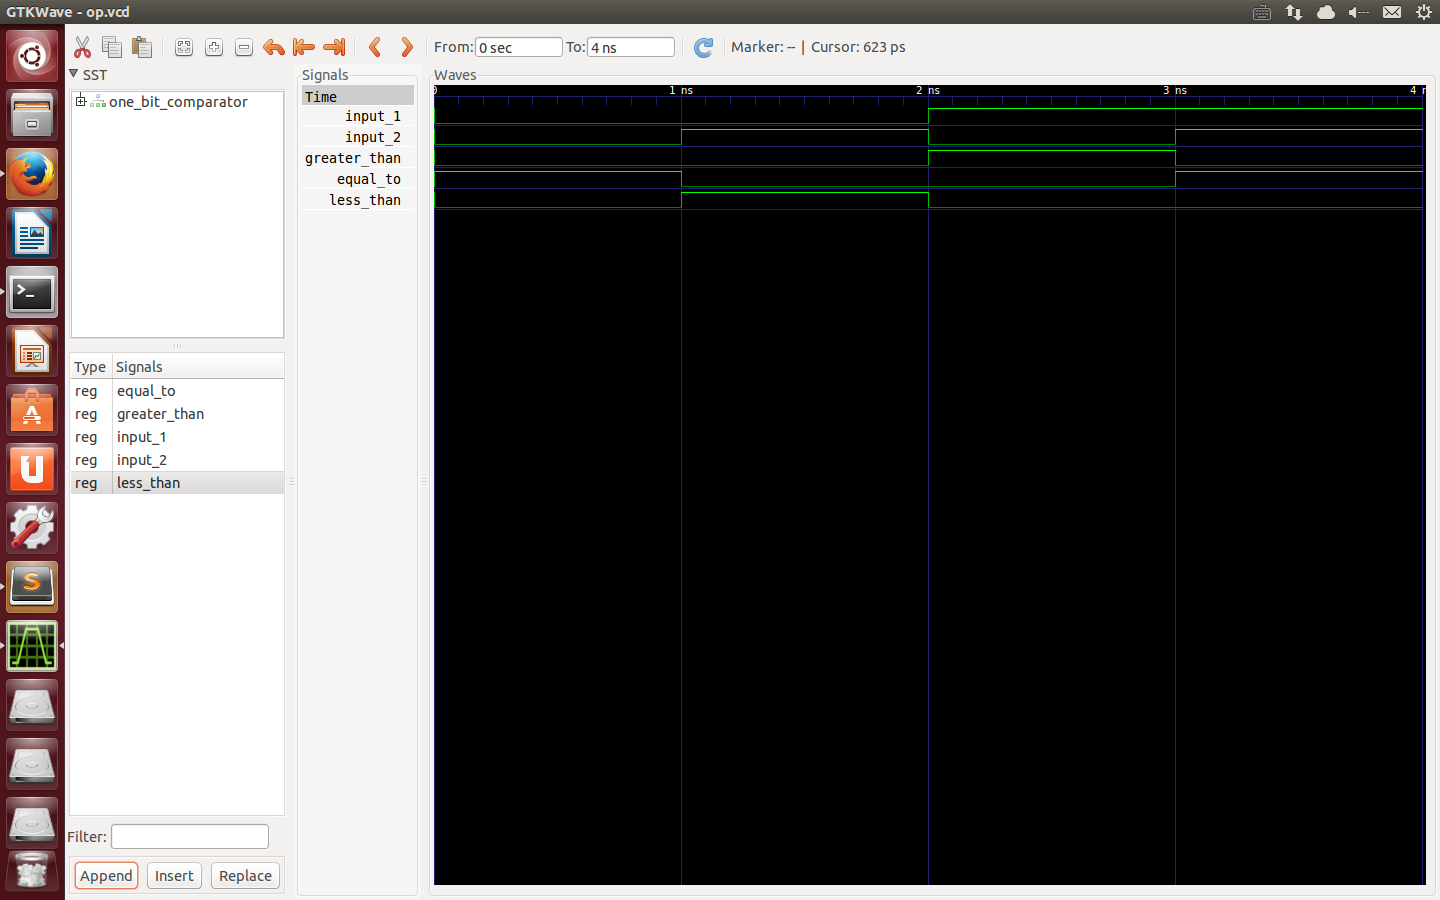 GTKWave - op.vcd
From: 0 sec To: 4 ns Marker: -- | Cursor: 623 ps
SST
one_bit_comparator
Type Signals
reg equal_to
reg greater_than
reg input_1
reg input_2
reg less_than
Filter:
Append Insert Replace
Signals
Time
input_1
input_2
greater_than
equal_to
less_than
Waves
0 1 ns 2 ns 3 ns 4 n